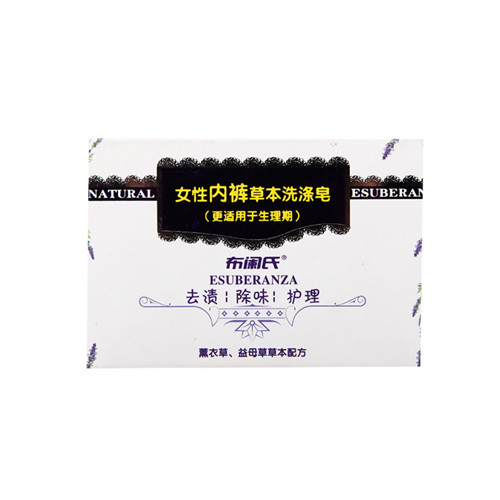 NATURAL
女性内裤草本洗涤皂
ESUBERANZ
（更适用于生理期）
布阑氏®
ESUBERANZA
去渍 | 除味 | 护理
薰衣草、益母草草本配方